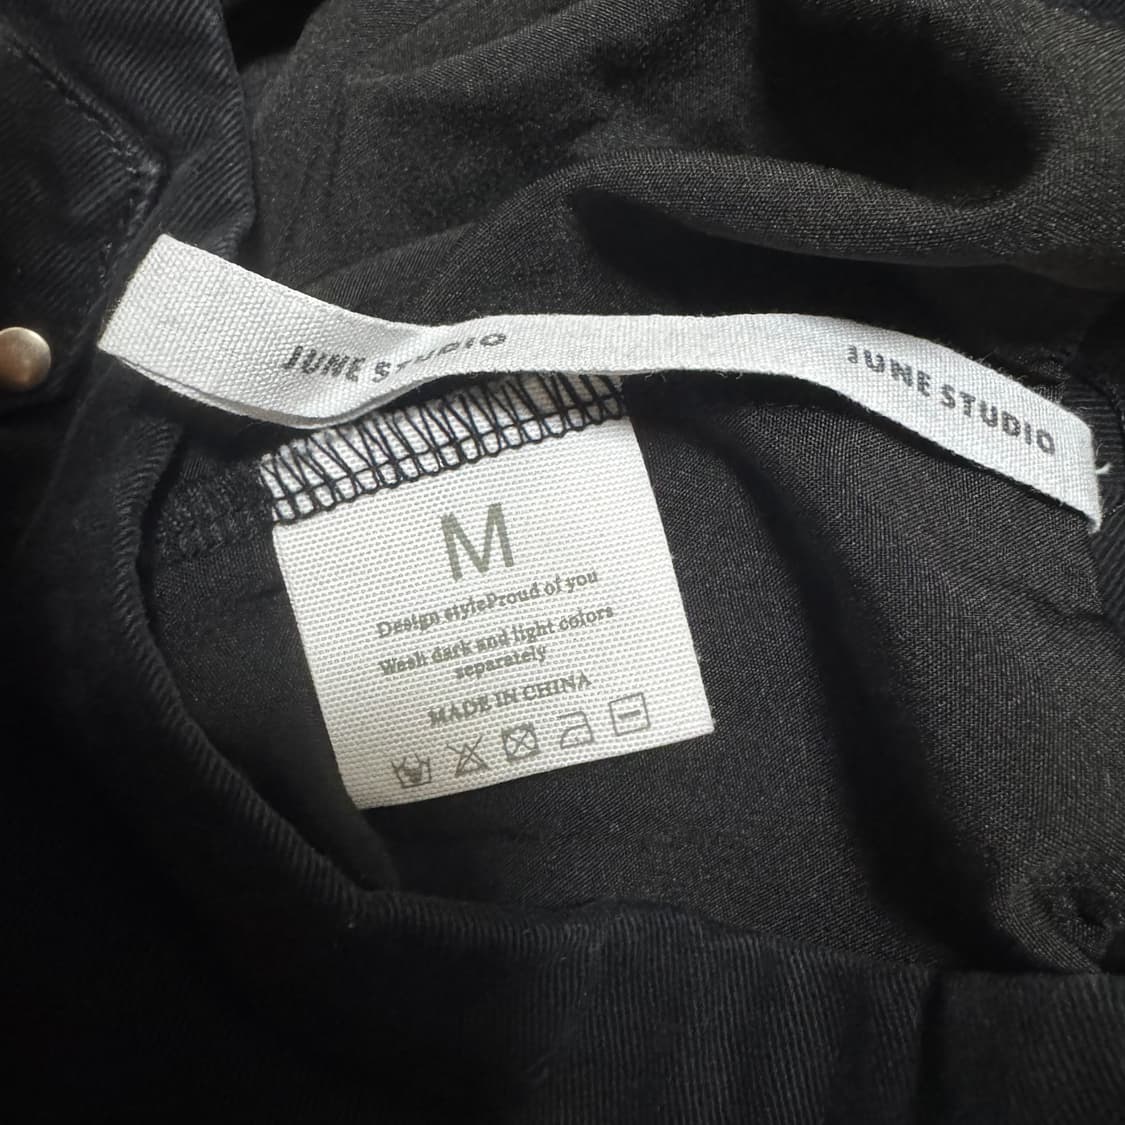 JUNE STUDIO
JUNE STUDIO
M
Design styleProud of you
Wash dark and light colors
separately
MADE IN CHINA